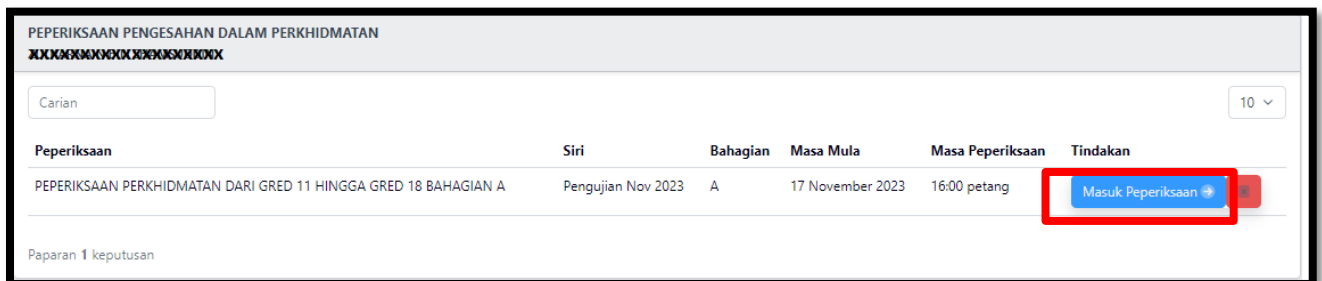 PEPERIKSAAN PENGESAHAN DALAM PERKHIDMATAN
Carian
10
Peperiksaan Siri Bahagian Masa Mula Masa Peperiksaan Tindakan
PEPERIKSAAN PERKHIDMATAN DARI GRED 11 HINGGA GRED 18 BAHAGIAN A Pengujian Nov 2023 A 17 November 2023 16:00 petang Masuk Peperiksaan
Paparan 1 keputusan